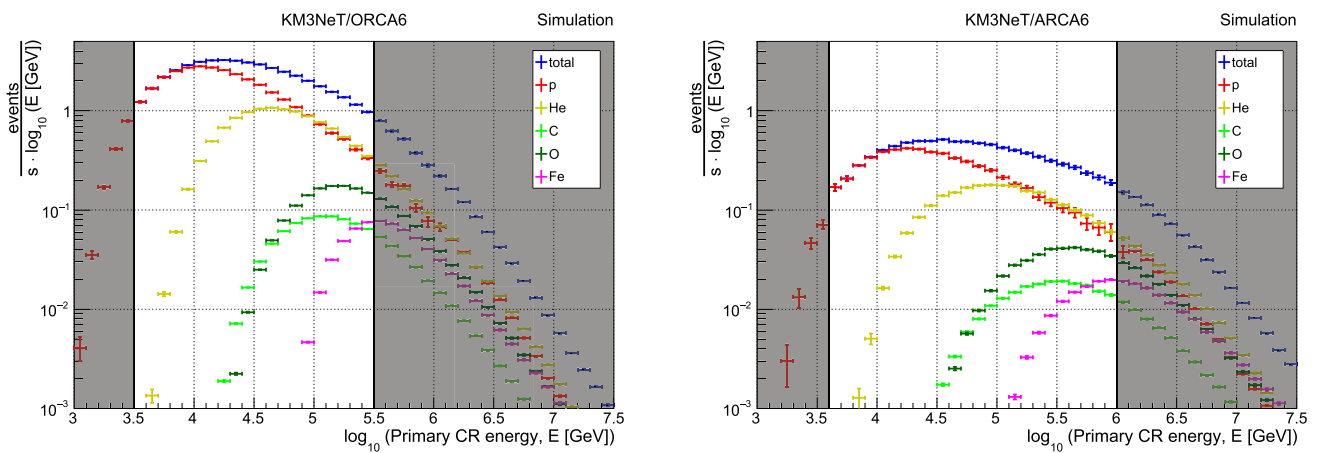 KM3NeT/ORCA6 Simulation
events
s · log10 (E [GeV])
total
p
He
C
O
Fe
1
10−1
10−2
10−3
3 3.5 4 4.5 5 5.5 6 6.5 7 7.5
log10 (Primary CR energy, E [GeV])
KM3NeT/ARCA6 Simulation
events
s · log10 (E [GeV])
total
p
He
C
O
Fe
1
10−1
10−2
10−3
3 3.5 4 4.5 5 5.5 6 6.5 7 7.5
log10 (Primary CR energy, E [GeV])